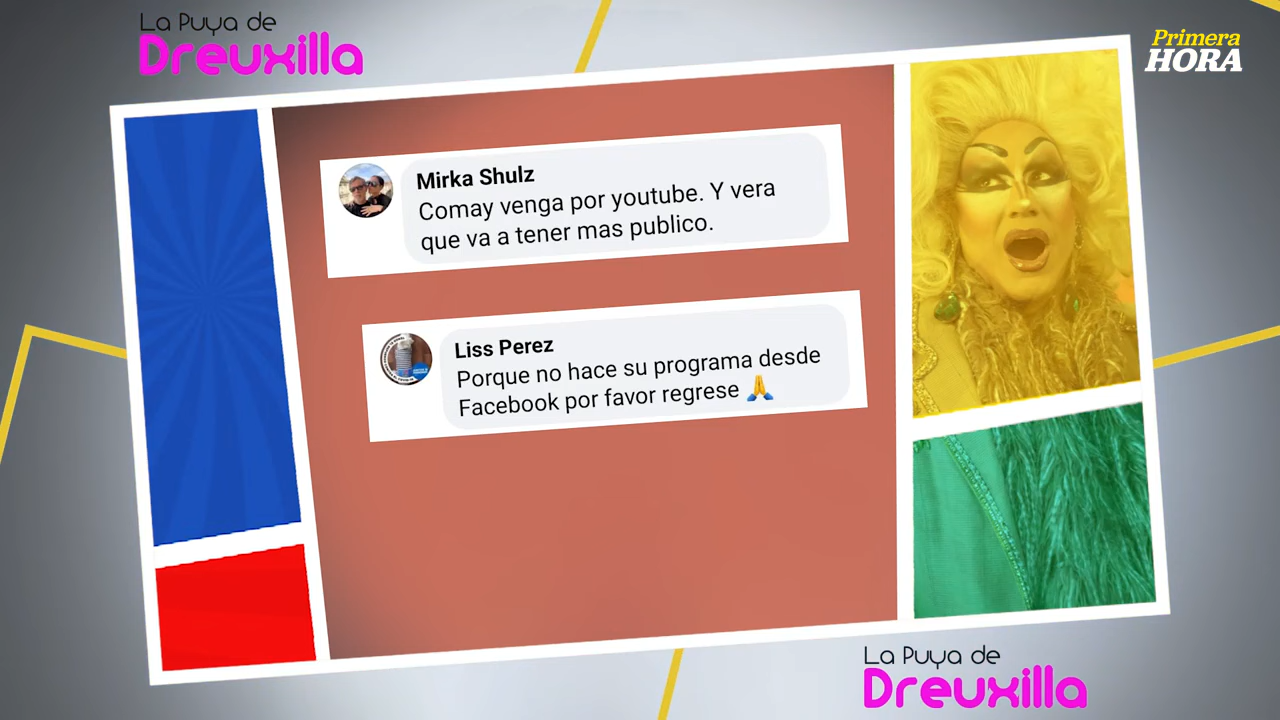 La Puya de
Dreuxilla
Primera
HORA
Mirka Shulz
Comay venga por youtube. Y vera
que va a tener mas publico.
Liss Perez
Porque no hace su programa desde
Facebook por favor regrese 🙏
La Puya de
Dreuxilla